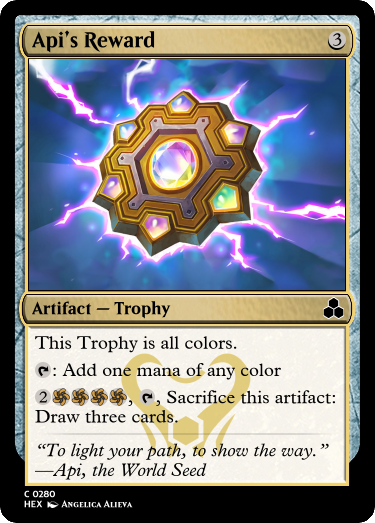 Api's Reward 3
Artifact — Trophy
This Trophy is all colors.
: Add one mana of any color
2 , , Sacrifice this artifact:
Draw three cards.
“To light your path, to show the way.”
—Api, the World Seed
C 0280
HEX Angelica Alieva